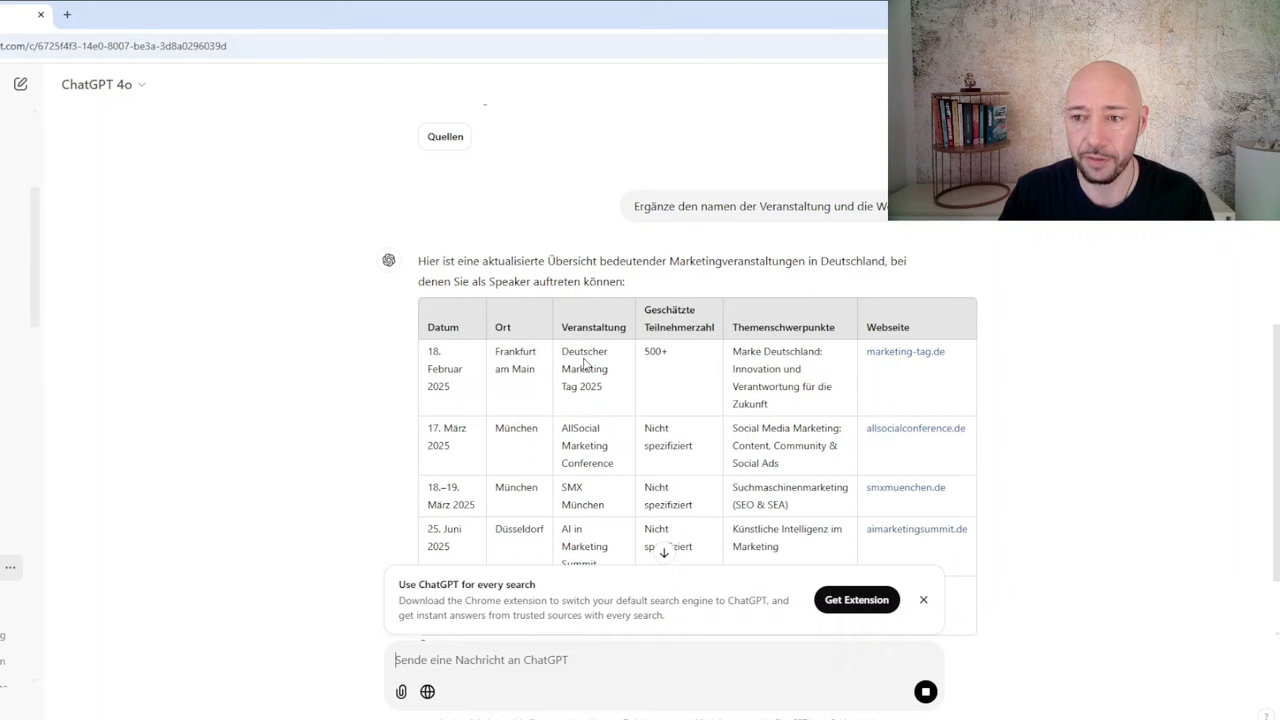 t.com/c/6725f4f3-14e0-8007-be3a-3d8a0296039d
ChatGPT 4o
Quellen
Ergänze den namen der Veranstaltung und die
Hier ist eine aktualisierte Übersicht bedeutender Marketingveranstaltungen in Deutschland, bei
denen Sie als Speaker auftreten können:
Datum Ort Veranstaltung Geschätzte Teilnehmerzahl Themenschwerpunkte Webseite
18. Februar 2025 Frankfurt am Main Deutscher Marketing Tag 2025 500+ Marke Deutschland: Innovation und Verantwortung für die Zukunft marketing-tag.de
17. März 2025 München AllSocial Marketing Conference Nicht spezifiziert Social Media Marketing: Content, Community & Social Ads allsocialconference.de
18.–19. März 2025 München SMX München Nicht spezifiziert Suchmaschinenmarketing (SEO & SEA) smxmuenchen.de
25. Juni 2025 Düsseldorf AI in Marketing Summit Nicht spezifiziert Künstliche Intelligenz im Marketing aimarketingsummit.de
Use ChatGPT for every search
Download the Chrome extension to switch your default search engine to ChatGPT, and
get instant answers from trusted sources with every search.
Get Extension
Sende eine Nachricht an ChatGPT